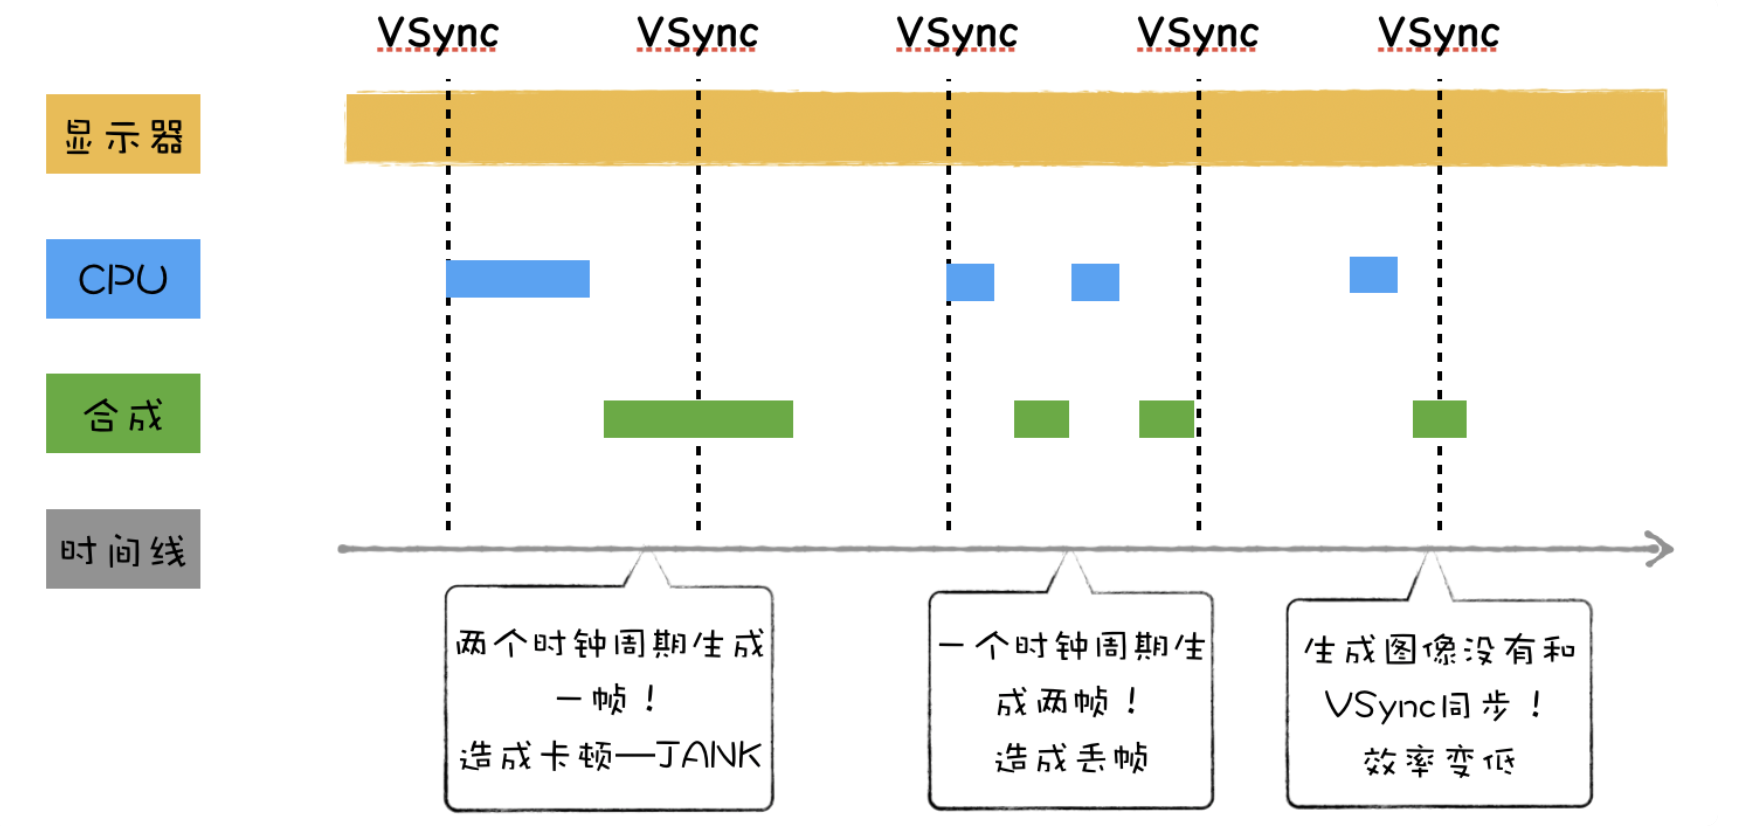 VSync VSync VSync VSync VSync
显示器
CPU
合成
时间线
两个时钟周期生成
一帧！
造成卡顿—JANK
一个时钟周期生
成两帧！
造成丢帧
生成图像没有和
VSync同步！
效率变低